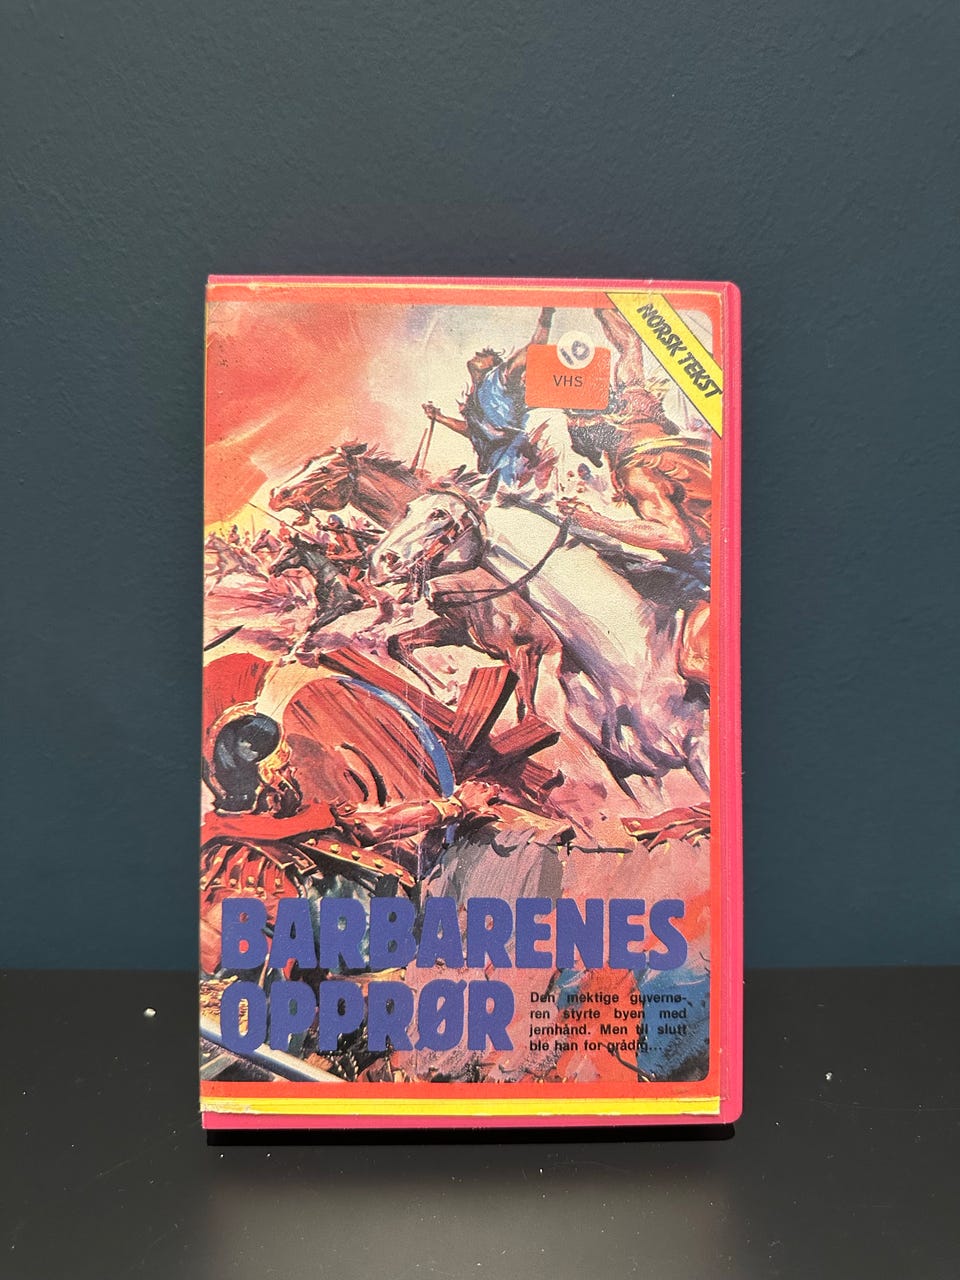 NORSK TEKST
10
VHS
BARBARENES
OPPRØR
Den mektige guvernø-
ren styrte byen med
jernhånd. Men til slutt
ble han for grådig...